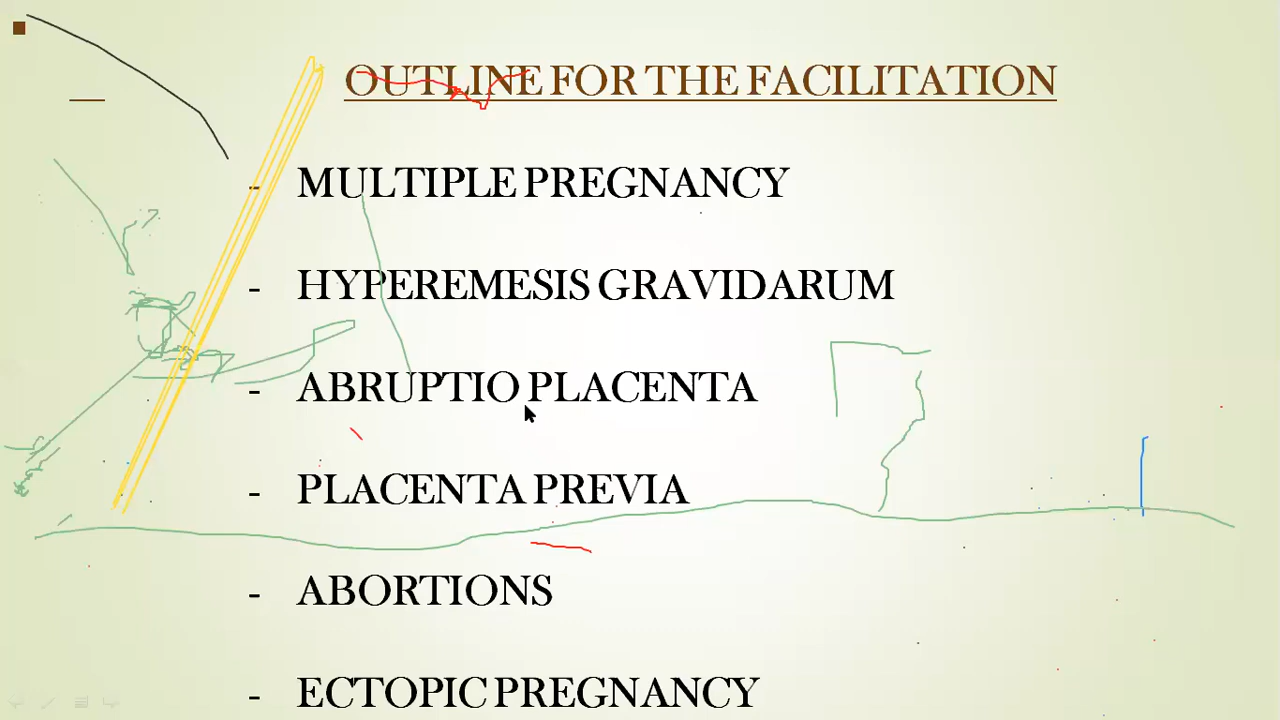 OUTLINE FOR THE FACILITATION
- MULTIPLE PREGNANCY
- HYPEREMESIS GRAVIDARUM
- ABRUPTIO PLACENTA
- PLACENTA PREVIA
- ABORTIONS
- ECTOPIC PREGNANCY